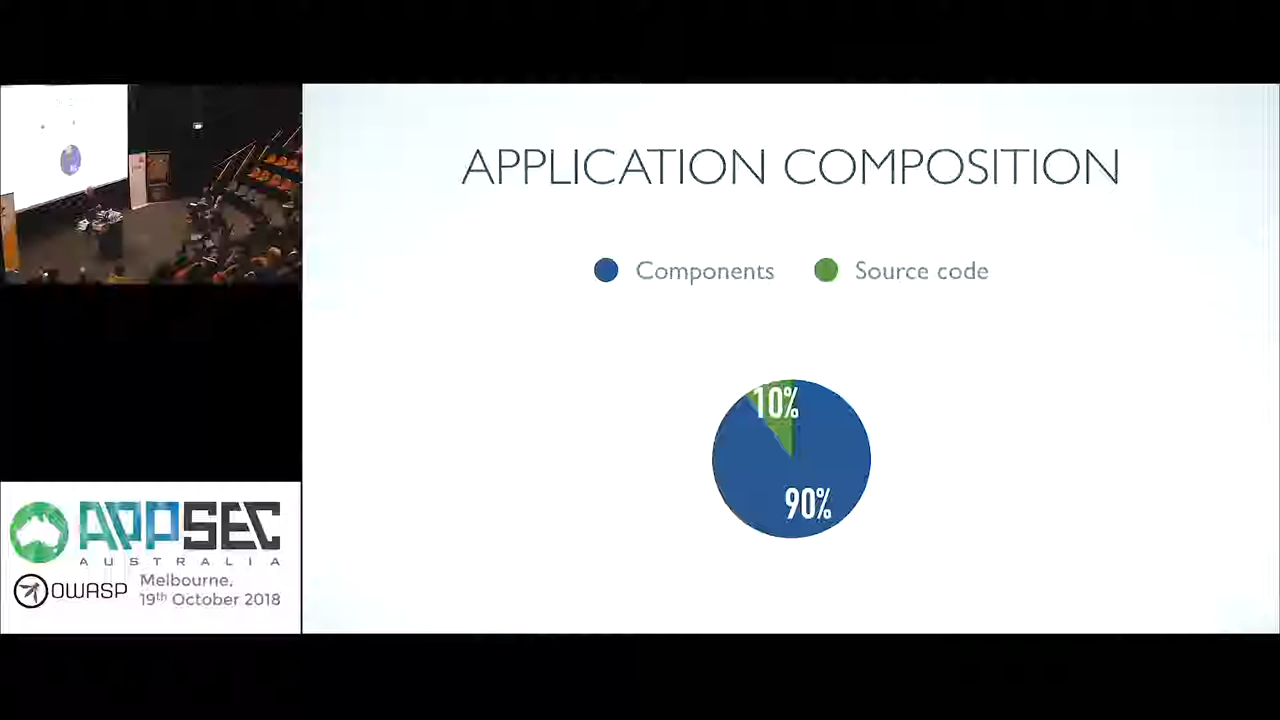 APPLICATION COMPOSITION
Components Source code
10%
90%
APPSEC
AUSTRALIA
OWASP
Melbourne,
19th October 2018